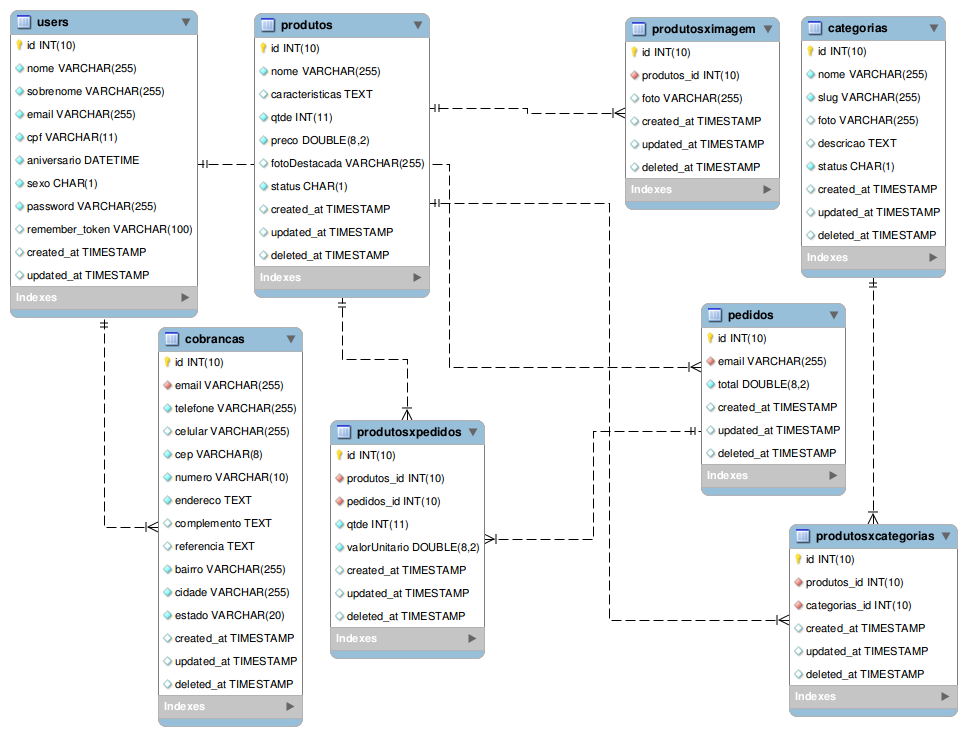 users
id INT(10)
nome VARCHAR(255)
sobrenome VARCHAR(255)
email VARCHAR(255)
cpf VARCHAR(11)
aniversario DATETIME
sexo CHAR(1)
password VARCHAR(255)
remember_token VARCHAR(100)
created_at TIMESTAMP
updated_at TIMESTAMP
Indexes
produtos
id INT(10)
nome VARCHAR(255)
caracteristicas TEXT
qtde INT(11)
preco DOUBLE(8,2)
fotoDestacada VARCHAR(255)
status CHAR(1)
created_at TIMESTAMP
updated_at TIMESTAMP
deleted_at TIMESTAMP
Indexes
produtosximagem
id INT(10)
produtos_id INT(10)
foto VARCHAR(255)
created_at TIMESTAMP
updated_at TIMESTAMP
deleted_at TIMESTAMP
Indexes
categorias
id INT(10)
nome VARCHAR(255)
slug VARCHAR(255)
foto VARCHAR(255)
descricao TEXT
status CHAR(1)
created_at TIMESTAMP
updated_at TIMESTAMP
deleted_at TIMESTAMP
Indexes
cobrancas
id INT(10)
email VARCHAR(255)
telefone VARCHAR(255)
celular VARCHAR(255)
cep VARCHAR(8)
numero VARCHAR(10)
endereco TEXT
complemento TEXT
referencia TEXT
bairro VARCHAR(255)
cidade VARCHAR(255)
estado VARCHAR(20)
created_at TIMESTAMP
updated_at TIMESTAMP
deleted_at TIMESTAMP
Indexes
produtosxpedidos
id INT(10)
produtos_id INT(10)
pedidos_id INT(10)
qtde INT(11)
valorUnitario DOUBLE(8,2)
created_at TIMESTAMP
updated_at TIMESTAMP
deleted_at TIMESTAMP
Indexes
pedidos
id INT(10)
email VARCHAR(255)
total DOUBLE(8,2)
created_at TIMESTAMP
updated_at TIMESTAMP
deleted_at TIMESTAMP
Indexes
produtosxcategorias
id INT(10)
produtos_id INT(10)
categorias_id INT(10)
created_at TIMESTAMP
updated_at TIMESTAMP
deleted_at TIMESTAMP
Indexes